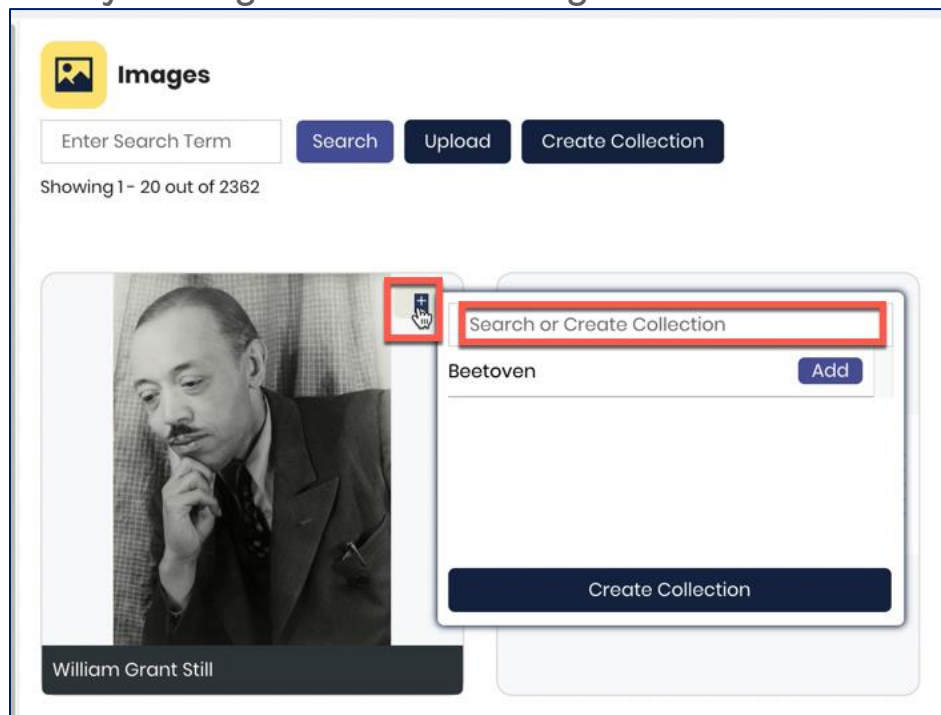 Images
Enter Search Term Search Upload Create Collection
Showing 1 - 20 out of 2362
Search or Create Collection
Beetoven Add
Create Collection
William Grant Still